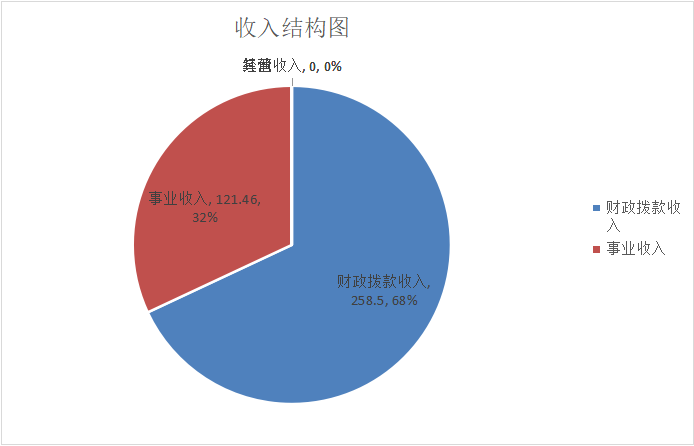 收入结构图
收入, 0, 0%
事业收入, 121.46,
32%
财政拨款收入,
258.5, 68%
财政拨款收
入
事业收入